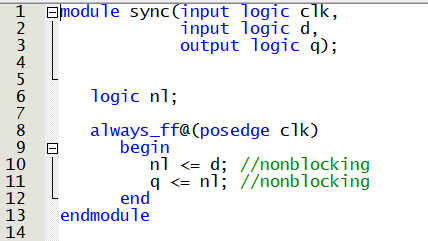 1 module sync(input logic clk,
2 input logic d,
3 output logic q);
4
5
6 logic nl;
7
8 always_ff@(posedge clk)
9 begin
10 nl <= d; //nonblocking
11 q <= nl; //nonblocking
12 end
13 endmodule
14